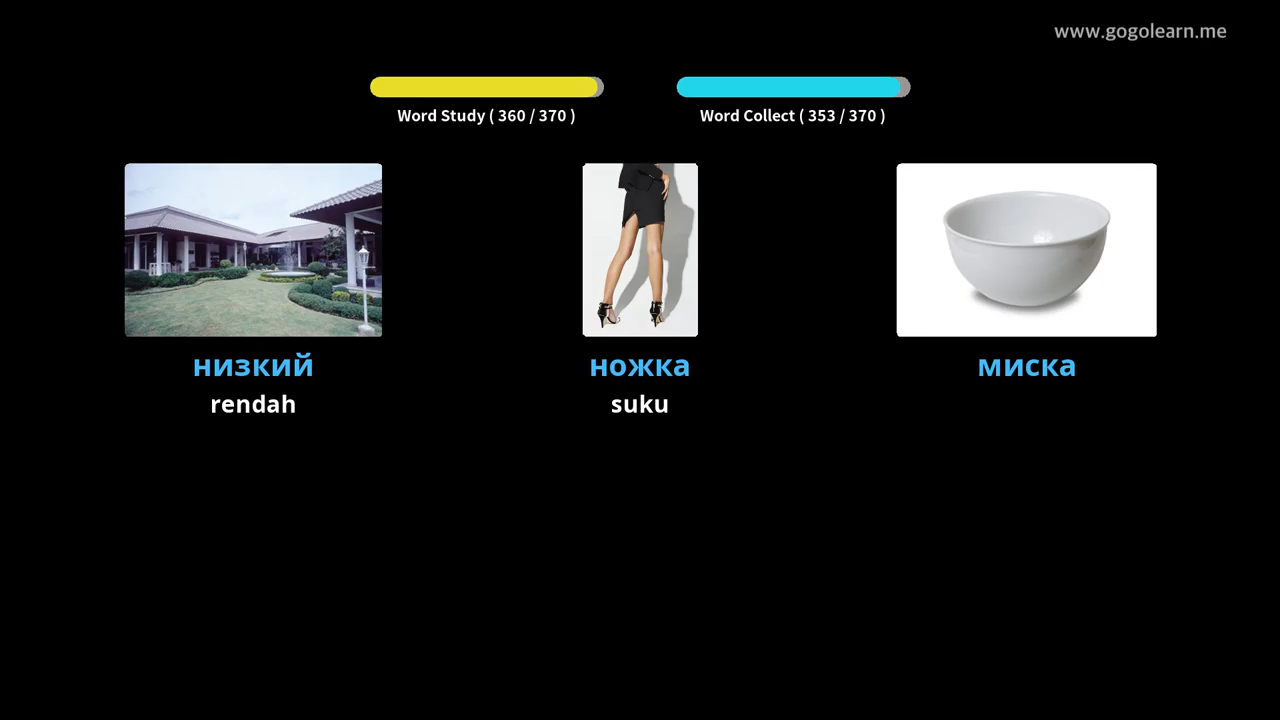 www.gogolearn.me
Word Study ( 360 / 370 )
Word Collect ( 353 / 370 )
низкий
ножка
миска
rendah
suku